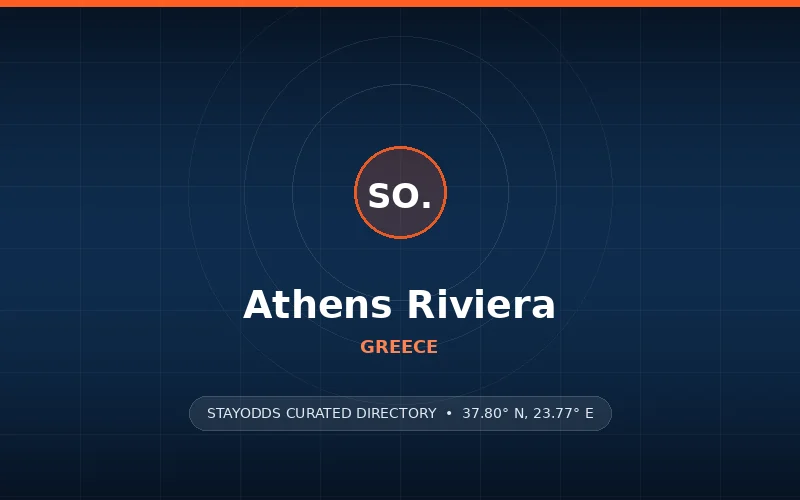 SO.
Athens Riviera
GREECE
STAYODDS CURATED DIRECTORY • 37.80° N, 23.77° E